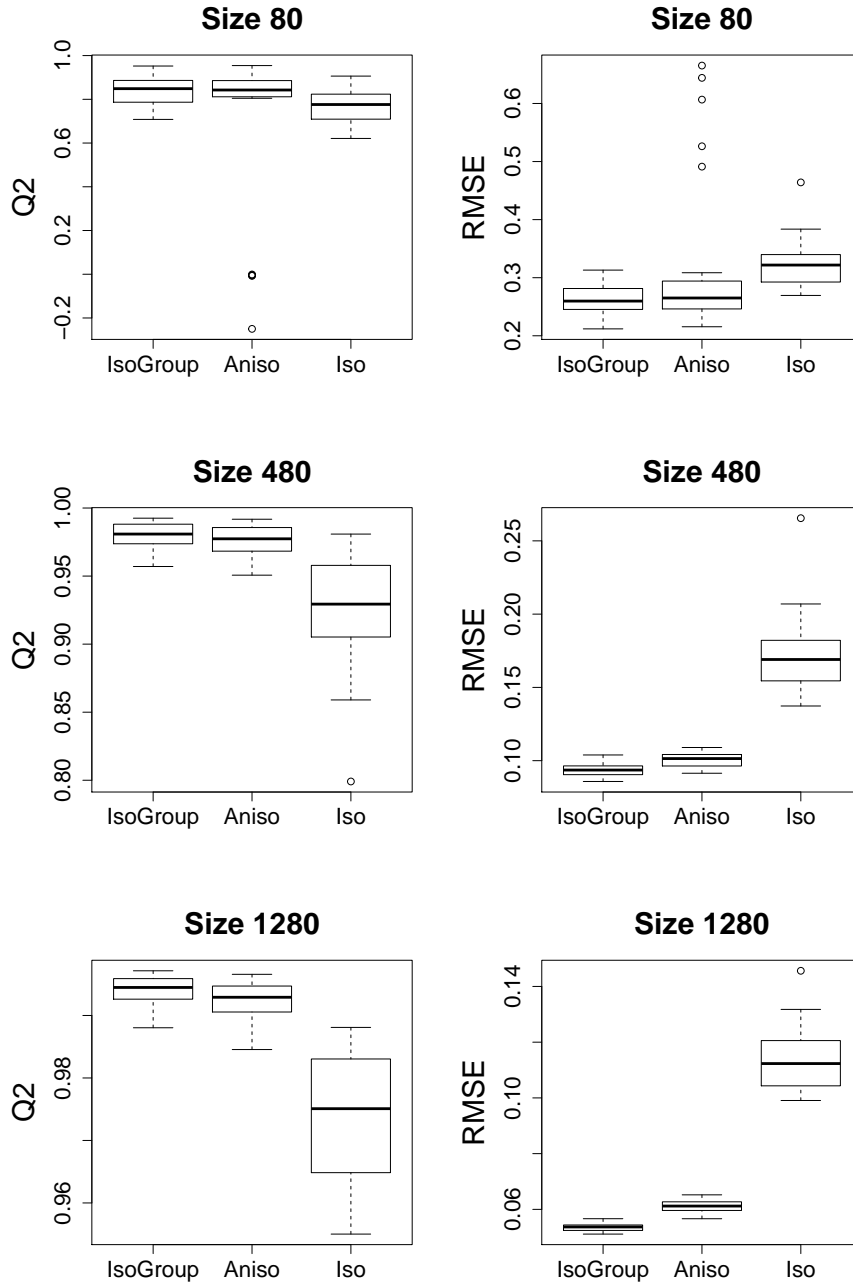 Size 80
Q2
1.0
0.6
0.2
−0.2
IsoGroup Aniso Iso
Size 80
RMSE
0.6
0.5
0.4
0.3
0.2
IsoGroup Aniso Iso
Size 480
Q2
1.00
0.95
0.90
0.85
0.80
IsoGroup Aniso Iso
Size 480
RMSE
0.25
0.20
0.15
0.10
IsoGroup Aniso Iso
Size 1280
Q2
0.98
0.96
IsoGroup Aniso Iso
Size 1280
RMSE
0.14
0.10
0.06
IsoGroup Aniso Iso